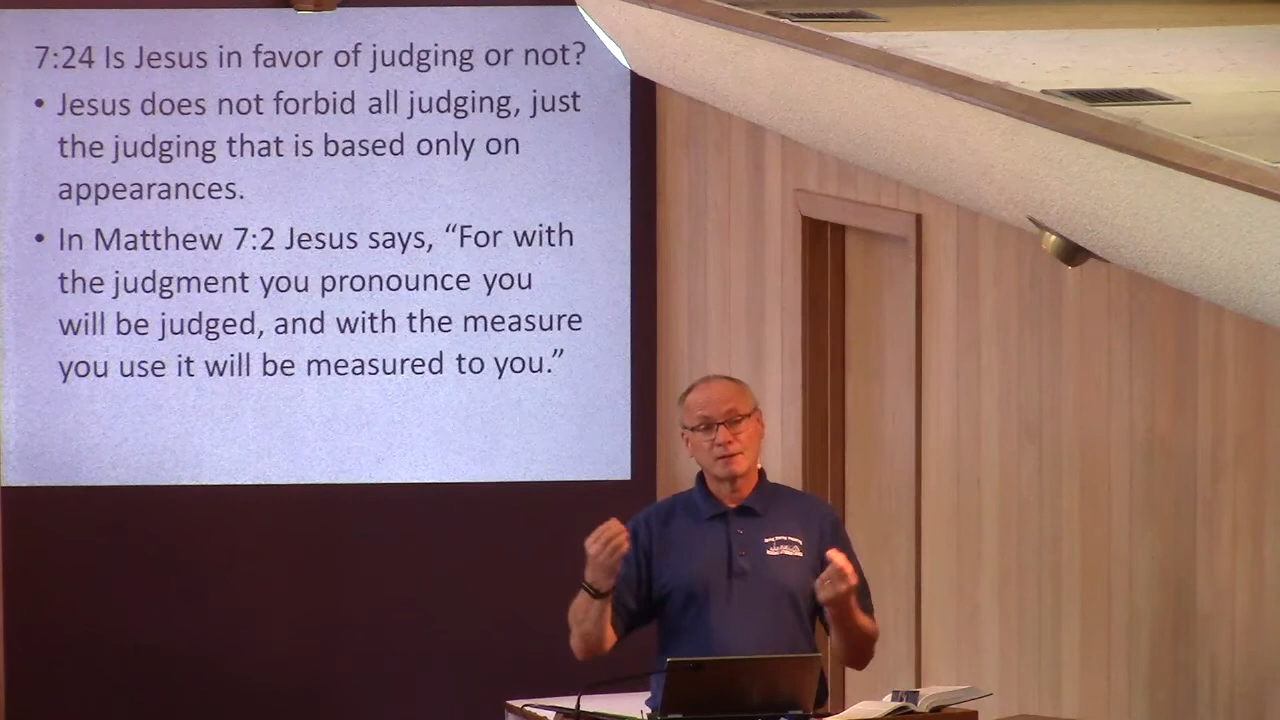 7:24 Is Jesus in favor of judging or not?
• Jesus does not forbid all judging, just
the judging that is based only on
appearances.
• In Matthew 7:2 Jesus says, “For with
the judgment you pronounce you
will be judged, and with the measure
you use it will be measured to you.”